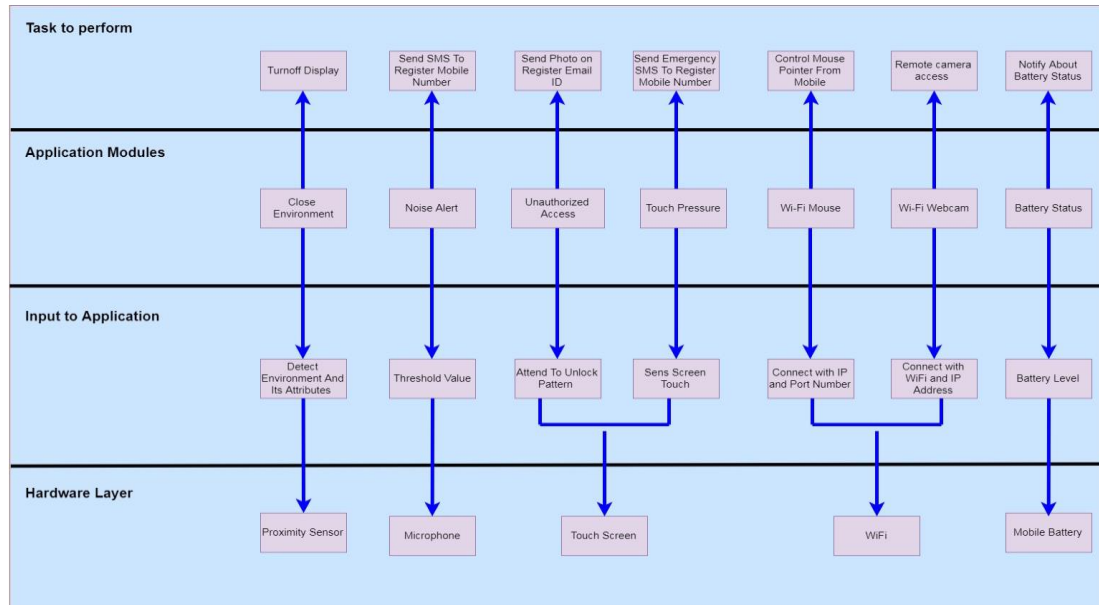 Task to perform
Turnoff Display
Send SMS To
Register Mobile
Number
Send Photo on
Register Email
ID
Send Emergency
SMS To Register
Mobile Number
Control Mouse
Pointer From
Mobile
Remote camera
access
Notify About
Battery Status
Application Modules
Close
Environment
Noise Alert
Unauthorized
Access
Touch Pressure
Wi-Fi Mouse
Wi-Fi Webcam
Battery Status
Input to Application
Detect
Environment And
Its Attributes
Threshold Value
Attend To Unlock
Pattern
Sens Screen
Touch
Connect with IP
and Port Number
Connect with
WiFi and IP
Address
Battery Level
Hardware Layer
Proximity Sensor
Microphone
Touch Screen
WiFi
Mobile Battery